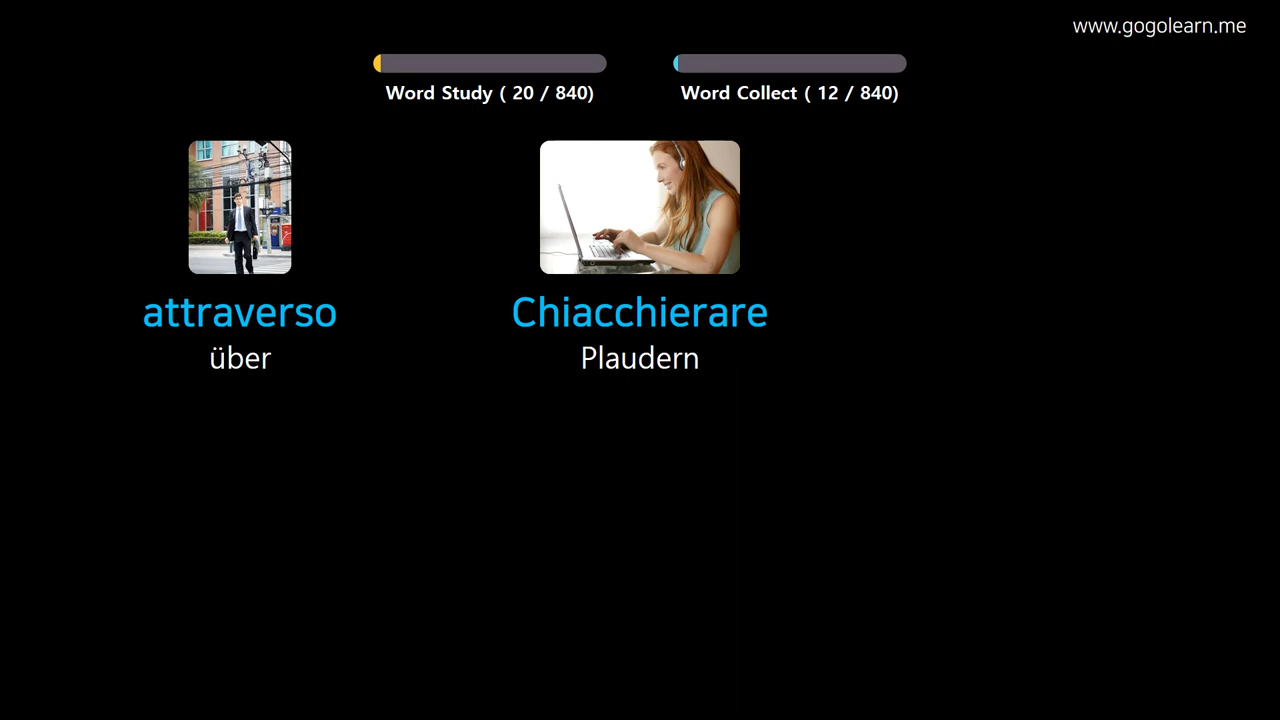 www.gogolearn.me
Word Study ( 20 / 840)
Word Collect ( 12 / 840)
attraverso
über
Chiacchierare
Plaudern